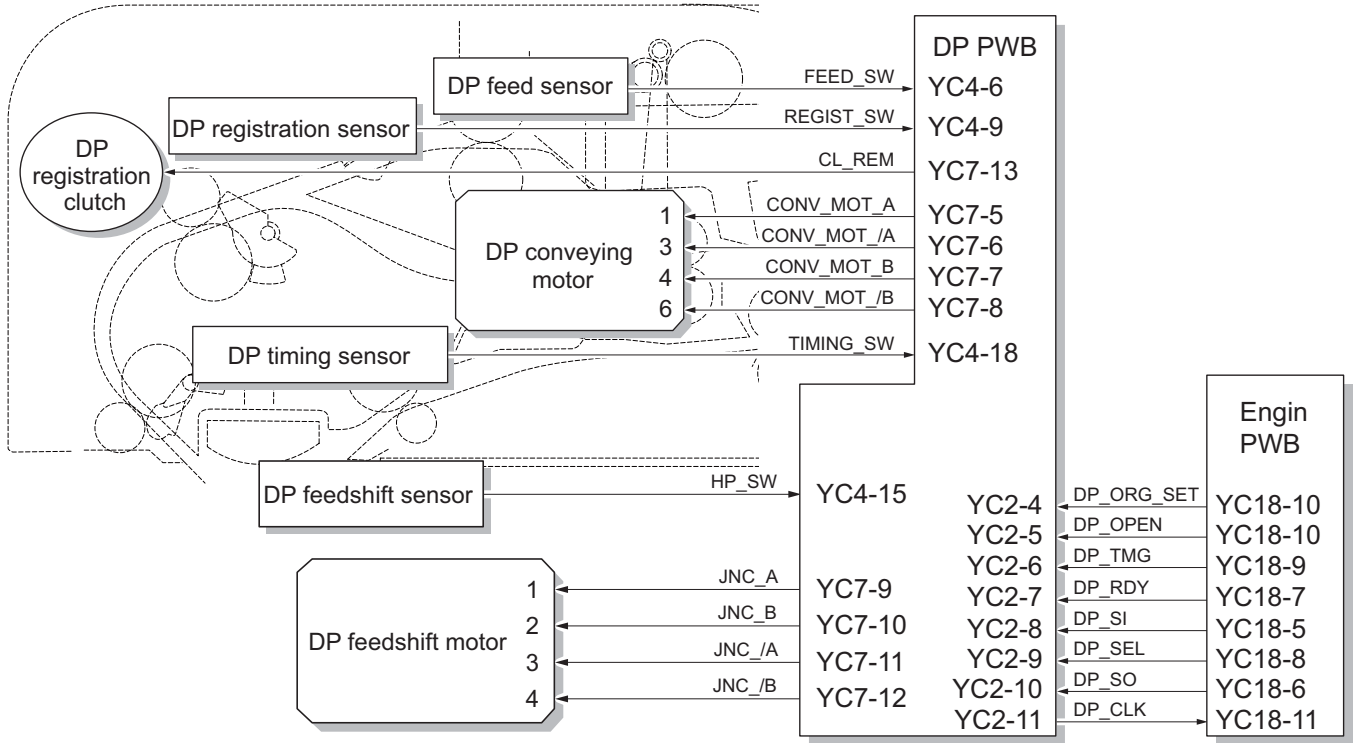 DP PWB
DP feed sensor
FEED_SW
YC4-6
DP registration sensor
REGIST_SW
YC4-9
DP
registration
clutch
CL_REM
YC7-13
DP conveying
motor
1
CONV_MOT_A
YC7-5
3
CONV_MOT_/A
YC7-6
4
CONV_MOT_B
YC7-7
6
CONV_MOT_/B
YC7-8
DP timing sensor
TIMING_SW
YC4-18
Engin
PWB
DP feedshift sensor
HP_SW
YC4-15
YC2-4
DP_ORG_SET
YC18-10
YC2-5
DP_OPEN
YC18-10
YC2-6
DP_TMG
YC18-9
YC2-7
DP_RDY
YC18-7
YC2-8
DP_SI
YC18-5
YC2-9
DP_SEL
YC18-8
YC2-10
DP_SO
YC18-6
YC2-11
DP_CLK
YC18-11
DP feedshift motor
1
JNC_A
YC7-9
2
JNC_B
YC7-10
3
JNC_/A
YC7-11
4
JNC_/B
YC7-12